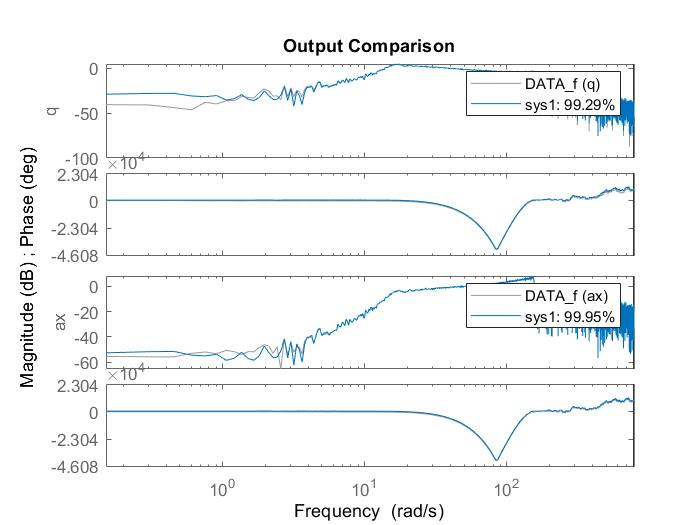 Output Comparison
Magnitude (dB) ; Phase (deg)
q
0
-50
-100
DATA_f (q)
sys1: 99.29%
×10⁴
2.304
0
-2.304
-4.608
ax
0
-20
-40
-60
DATA_f (ax)
sys1: 99.95%
×10⁴
2.304
0
-2.304
-4.608
10⁰
10¹
10²
Frequency (rad/s)